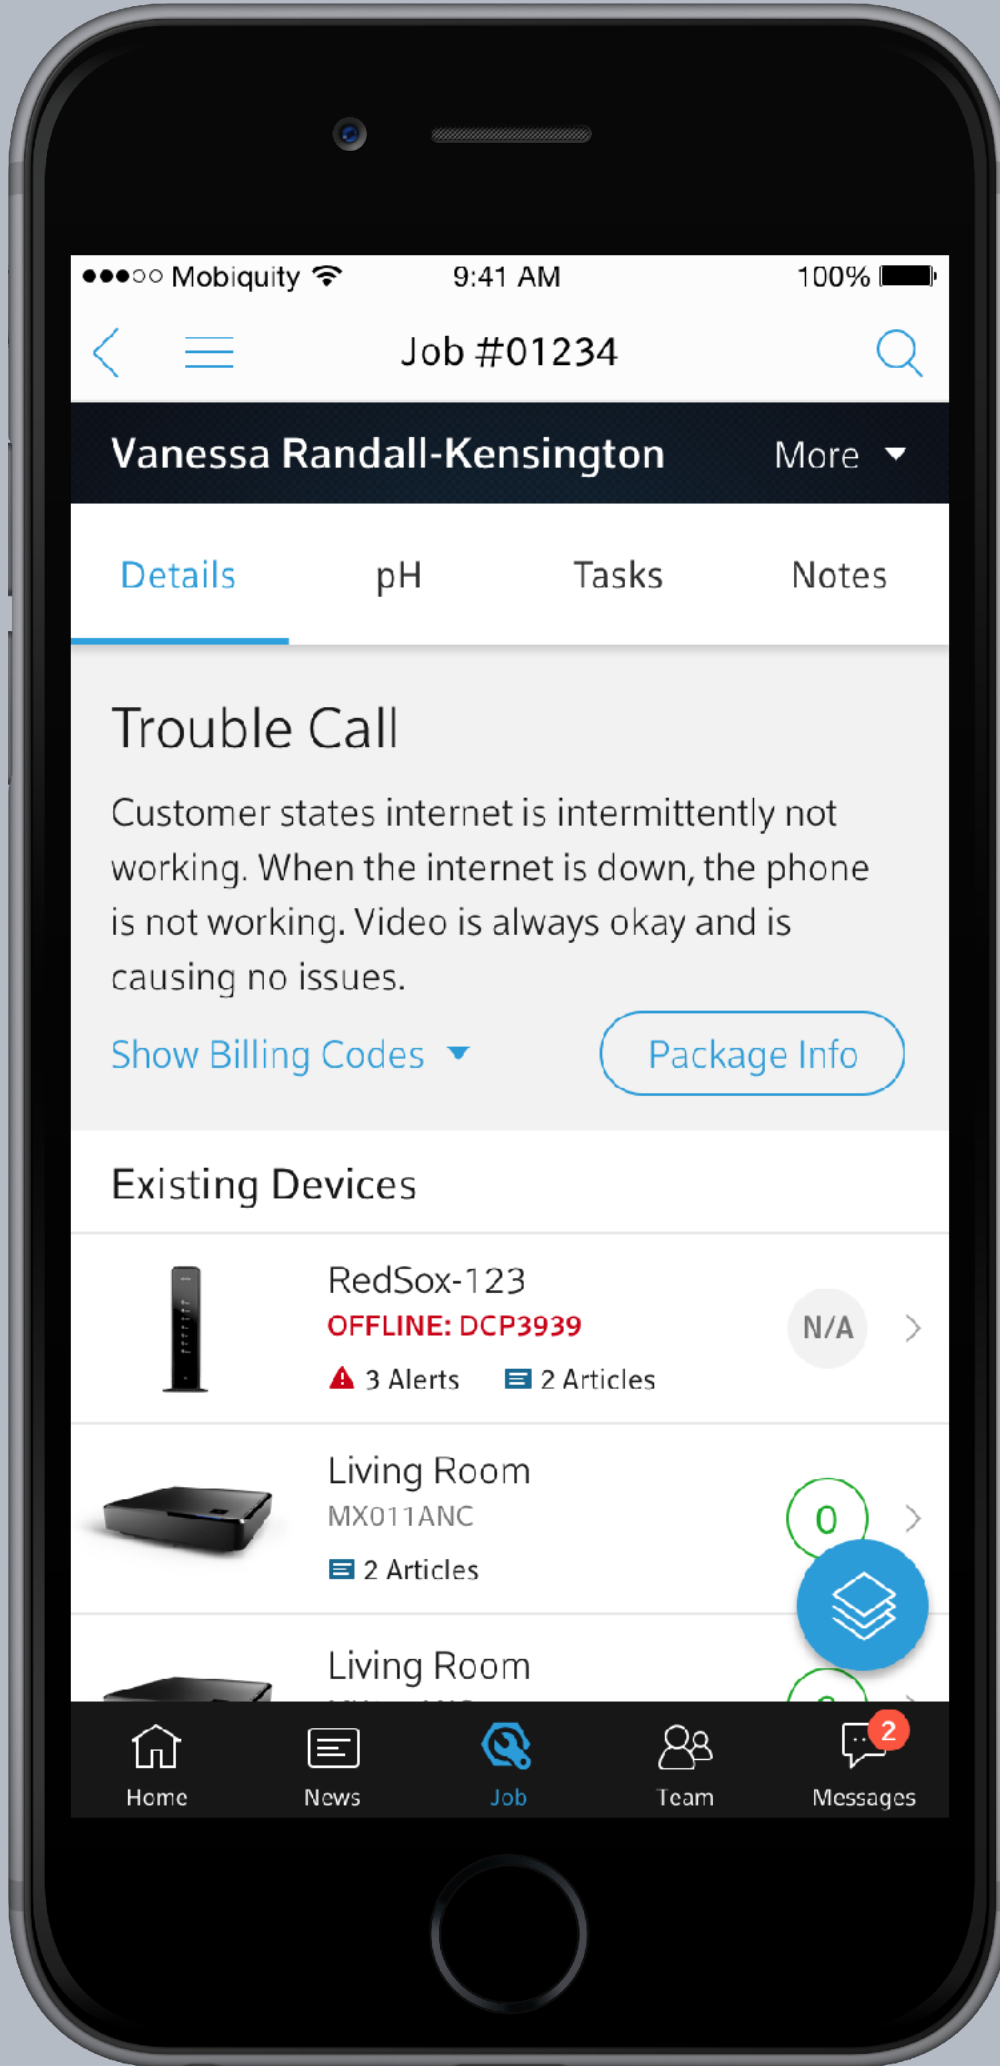 Mobiquity 9:41 AM 100%
Job #01234
Vanessa Randall-Kensington More
Details pH Tasks Notes
Trouble Call
Customer states internet is intermittently not
working. When the internet is down, the phone
is not working. Video is always okay and is
causing no issues.
Show Billing Codes Package Info
Existing Devices
RedSox-123
OFFLINE: DCP3939
N/A
3 Alerts 2 Articles
Living Room
MX011ANC
0
2 Articles
Living Room
2
Home News Job Team Messages